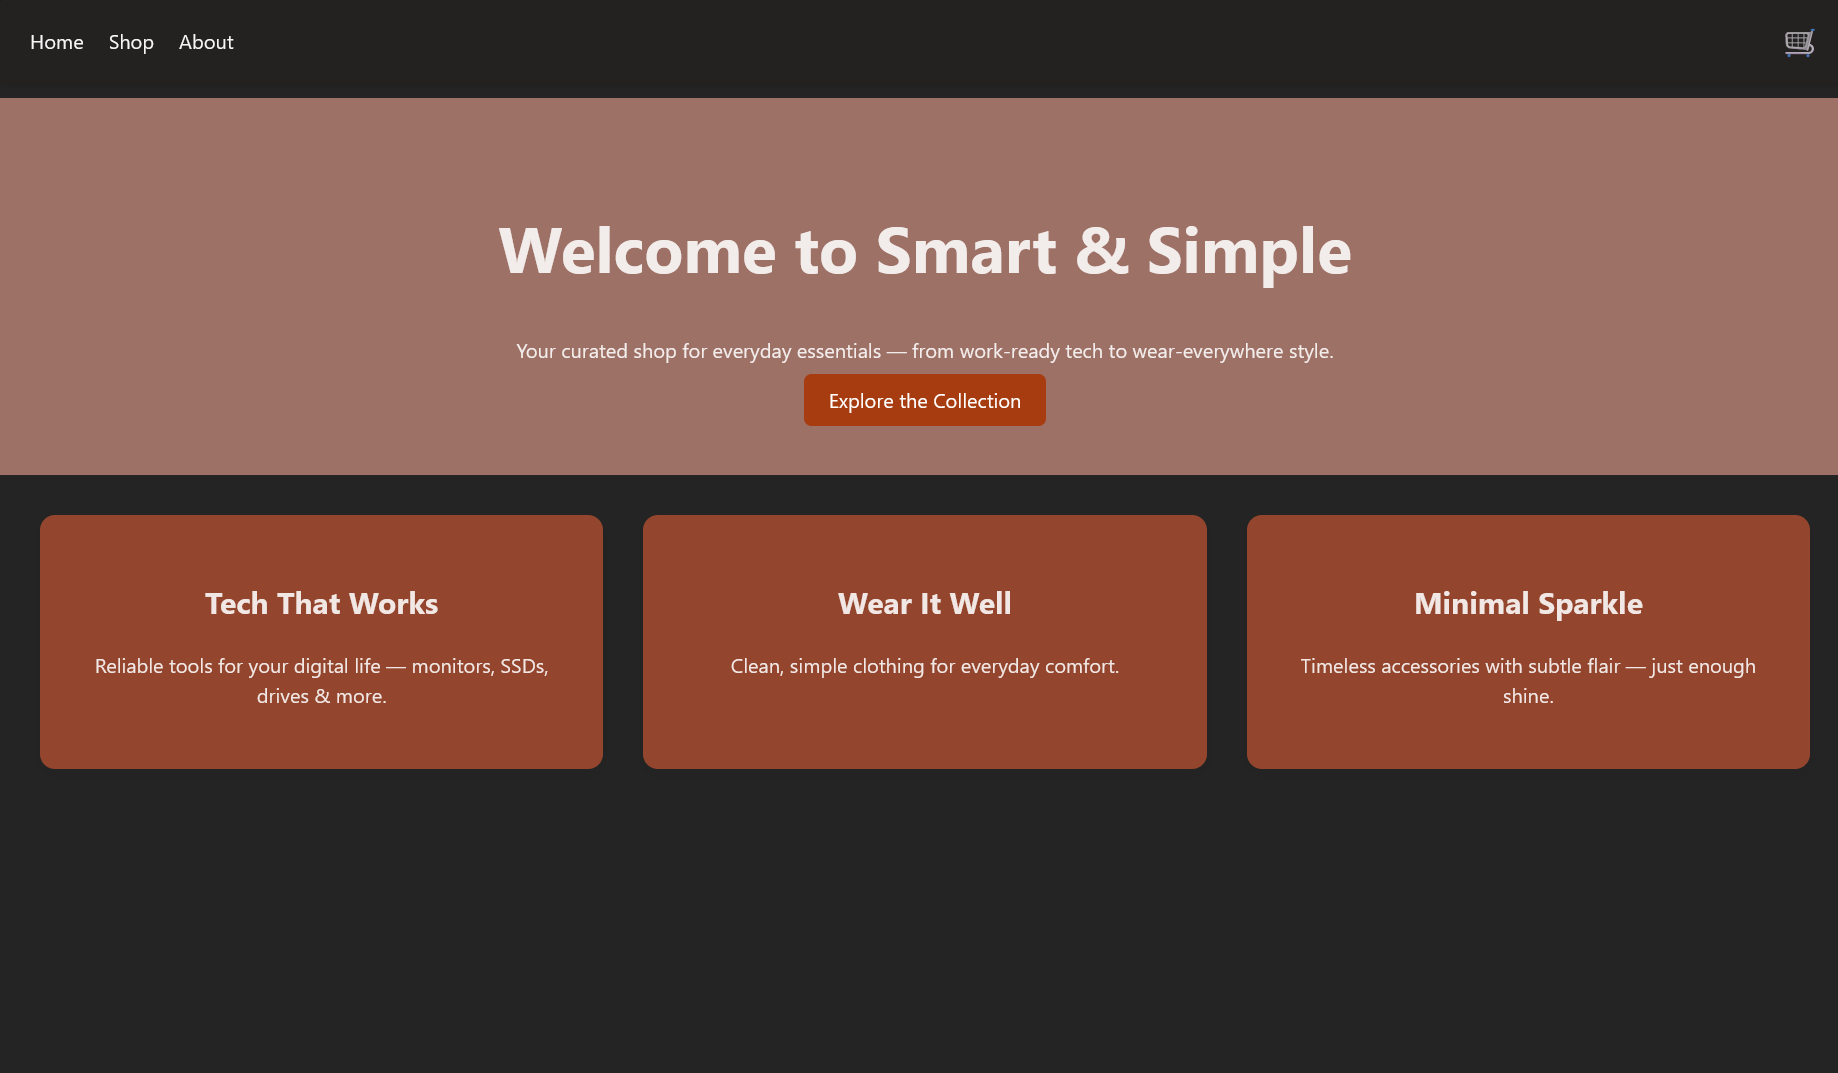 Home Shop About
Welcome to Smart & Simple
Your curated shop for everyday essentials — from work-ready tech to wear-everywhere style.
Explore the Collection
Tech That Works
Reliable tools for your digital life — monitors, SSDs,
drives & more.
Wear It Well
Clean, simple clothing for everyday comfort.
Minimal Sparkle
Timeless accessories with subtle flair — just enough
shine.